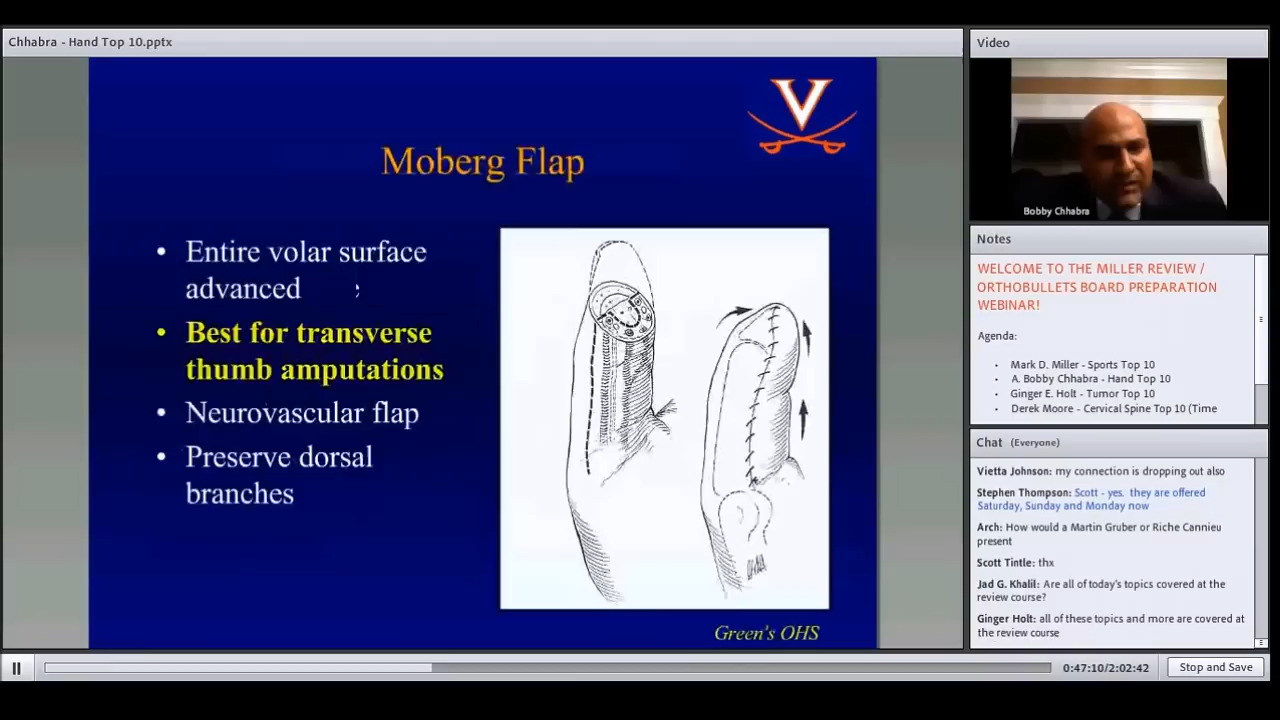 Chhabra - Hand Top 10.pptx
Moberg Flap
• Entire volar surface
advanced
• Best for transverse
thumb amputations
• Neurovascular flap
• Preserve dorsal
branches
Green's OHS
Video
Bobby Chhabra
Notes
WELCOME TO THE MILLER REVIEW /
ORTHOBULLETS BOARD PREPARATION
WEBINAR!
Agenda:
• Mark D. Miller - Sports Top 10
• A. Bobby Chhabra - Hand Top 10
• Ginger E. Holt - Tumor Top 10
• Derek Moore - Cervical Spine Top 10 (Time
Chat (Everyone)
Vietta Johnson: my connection is dropping out also
Stephen Thompson: Scott - yes. they are offered
Saturday, Sunday and Monday now
Arch: How would a Martin Gruber or Riche Cannieu
present
Scott Tintle: thx
Jad G. Khalil: Are all of today's topics covered at the
review course?
Ginger Holt: all of these topics and more are covered at
the review course
0:47:10/2:02:42
Stop and Save